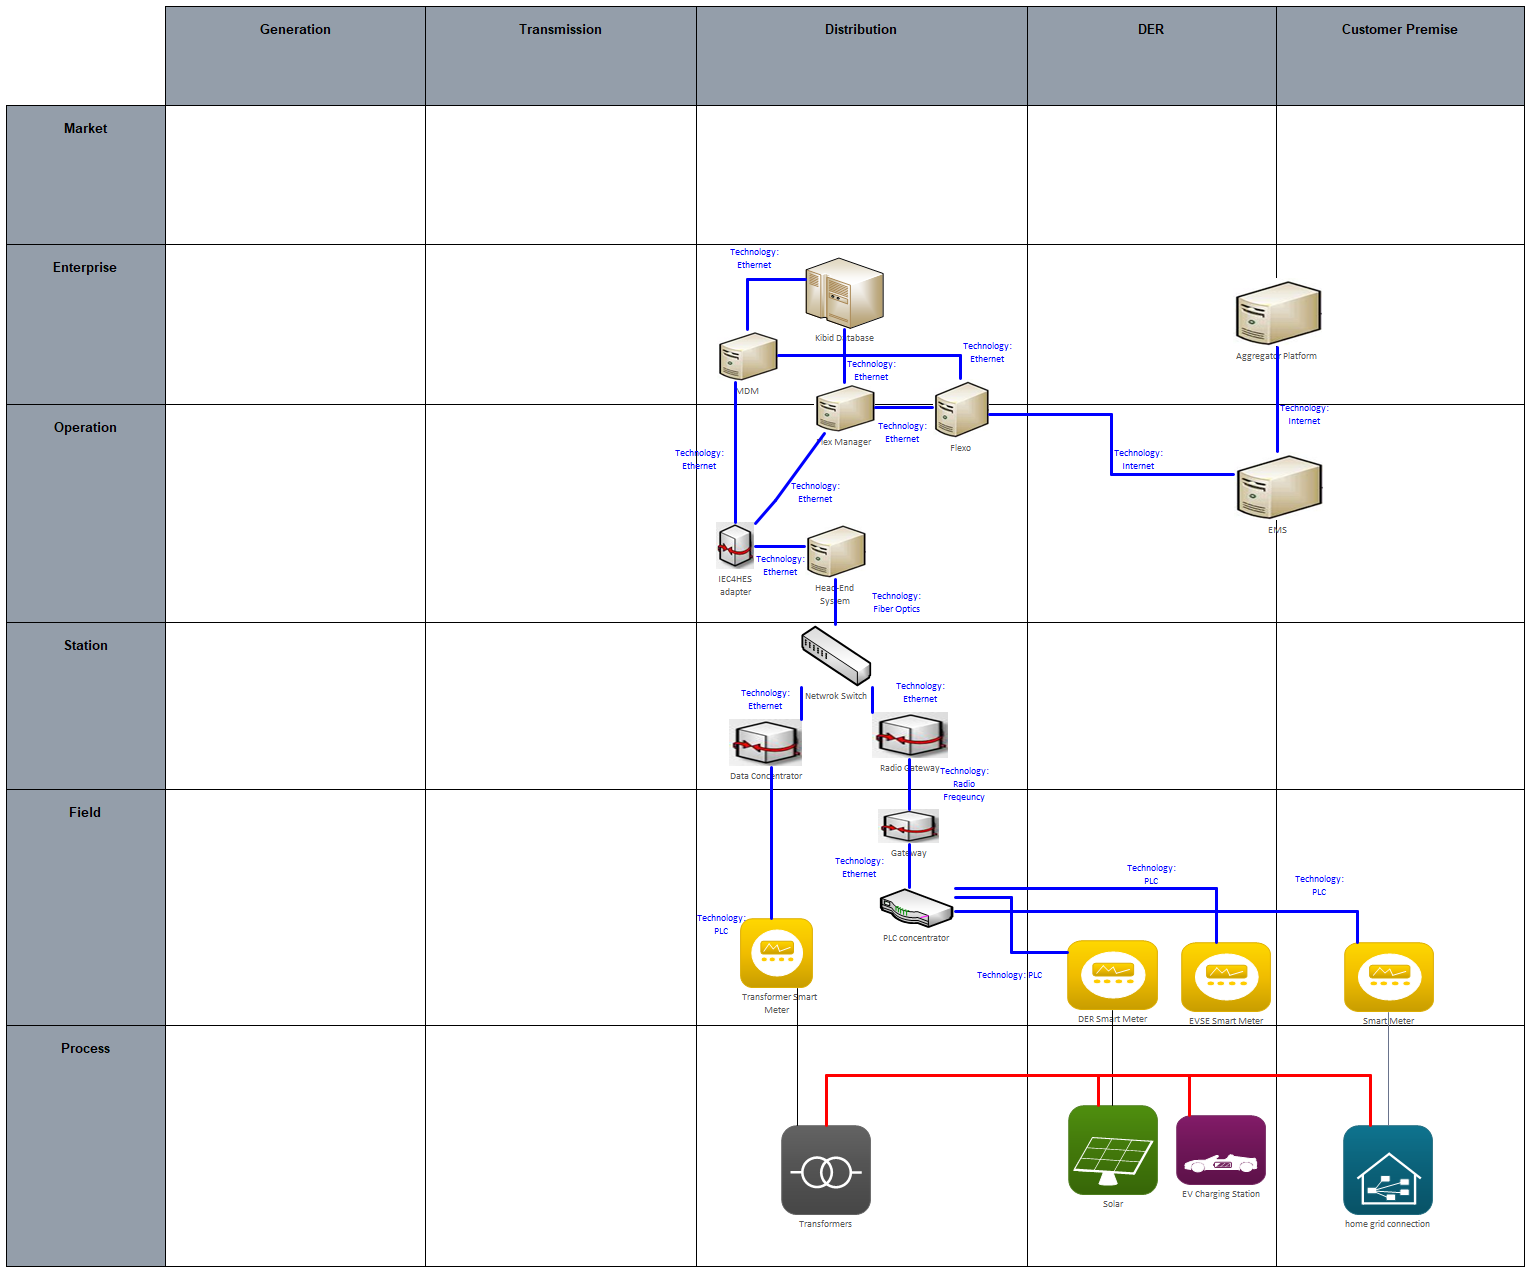 Generation
Transmission
Distribution
DER
Customer Premise
Market
Enterprise
Technology:
Ethernet
Kibid Database
Aggregator Platform
MDM
Technology:
Ethernet
Technology:
Ethernet
Operation
Flex Manager
Technology:
Ethernet
Flexo
Technology:
Internet
Technology:
Internet
EMS
Technology:
Ethernet
Technology:
Ethernet
IEC4HES
adapter
Technology:
Ethernet
Head-End
System
Technology:
Fiber Optics
Station
Netwrok Switch
Technology:
Ethernet
Technology:
Ethernet
Data Concentrator
Radio Gateway
Technology:
Radio
Freqeuncy
Field
Gateway
Technology:
Ethernet
PLC concentrator
Technology:
PLC
Technology:
PLC
Technology:
PLC
Technology: PLC
Transformer Smart
Meter
DER Smart Meter
EVSE Smart Meter
Smart Meter
Process
Transformers
Solar
EV Charging Station
home grid connection